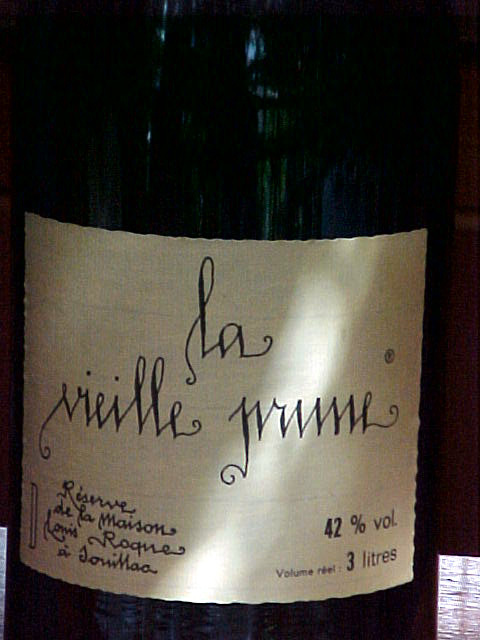 la
®
vieille prune
Réserve
de la Maison
Louis Roque
à Souillac
42 % vol.
Volume réel : 3 litres